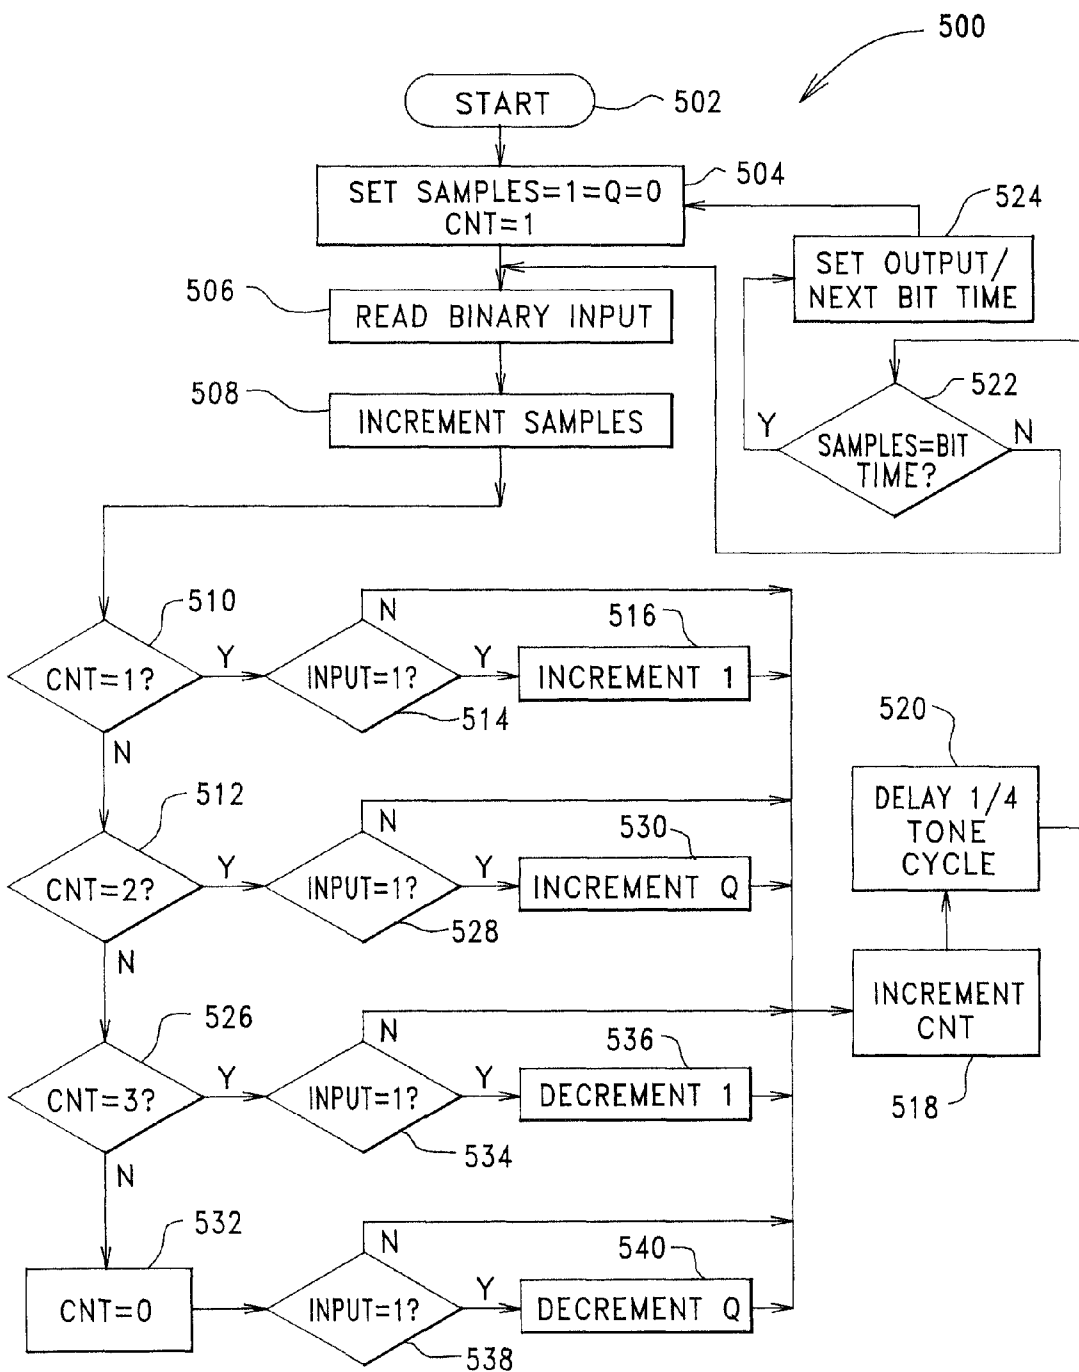 500
START
502
SET SAMPLES=1=Q=0
CNT=1
504
524
SET OUTPUT/
NEXT BIT TIME
506
READ BINARY INPUT
508
INCREMENT SAMPLES
522
Y
SAMPLES=BIT
TIME?
N
510
CNT=1?
Y
N
INPUT=1?
514
N
Y
516
INCREMENT 1
512
CNT=2?
Y
N
INPUT=1?
528
N
Y
530
INCREMENT Q
520
DELAY 1/4
TONE
CYCLE
526
CNT=3?
Y
N
INPUT=1?
534
N
Y
536
DECREMENT 1
INCREMENT
CNT
518
532
CNT=0
INPUT=1?
538
N
Y
540
DECREMENT Q